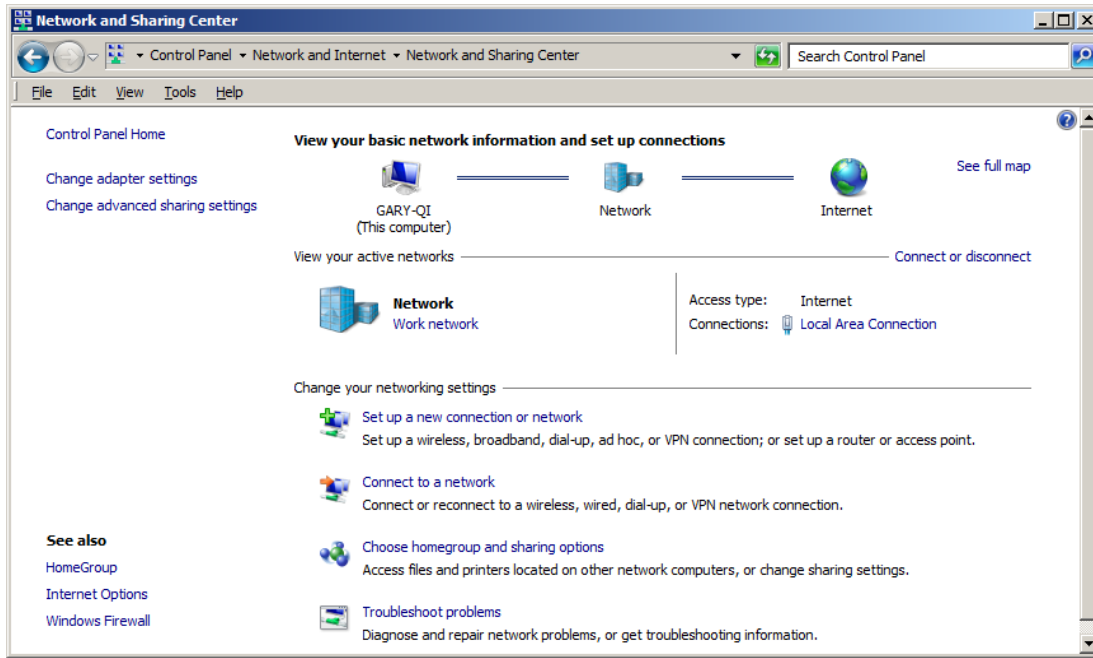 Network and Sharing Center
Control Panel Network and Internet Network and Sharing Center
Search Control Panel
File Edit View Tools Help
Control Panel Home
Change adapter settings
Change advanced sharing settings
View your basic network information and set up connections
See full map
GARY-QI
(This computer)
Network
Internet
View your active networks
Connect or disconnect
Network
Work network
Access type: Internet
Connections: Local Area Connection
Change your networking settings
Set up a new connection or network
Set up a wireless, broadband, dial-up, ad hoc, or VPN connection; or set up a router or access point.
Connect to a network
Connect or reconnect to a wireless, wired, dial-up, or VPN network connection.
Choose homegroup and sharing options
Access files and printers located on other network computers, or change sharing settings.
Troubleshoot problems
Diagnose and repair network problems, or get troubleshooting information.
See also
HomeGroup
Internet Options
Windows Firewall